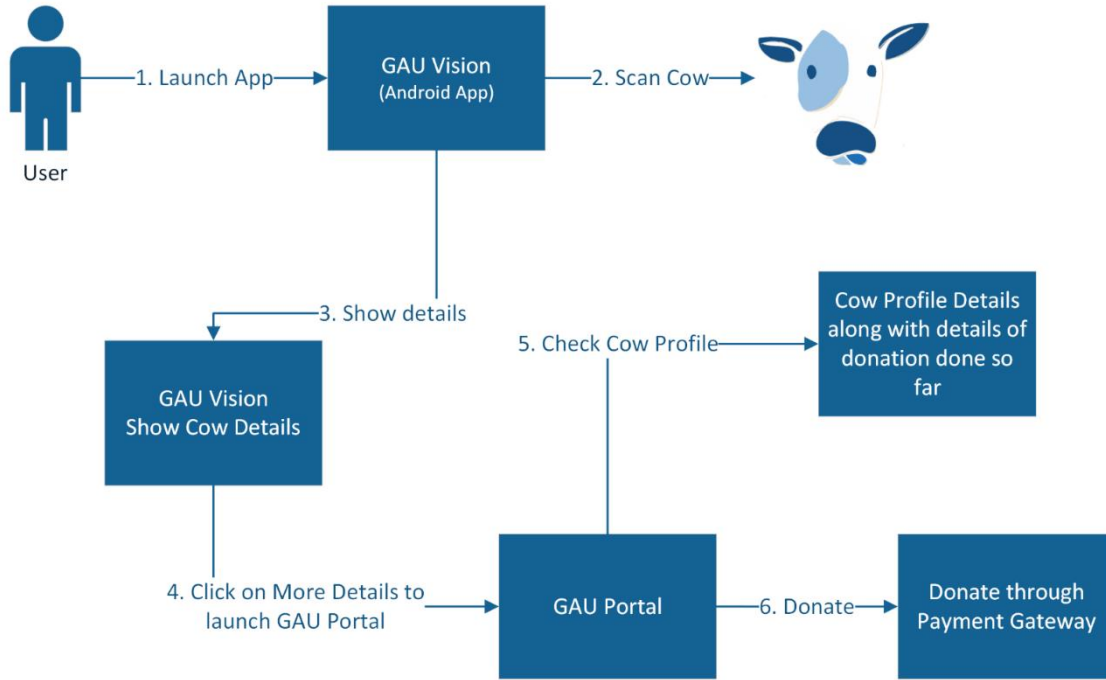 1. Launch App
GAU Vision
(Android App)
2. Scan Cow
User
3. Show details
GAU Vision
Show Cow Details
5. Check Cow Profile
Cow Profile Details
along with details of
donation done so
far
4. Click on More Details to
launch GAU Portal
GAU Portal
6. Donate
Donate through
Payment Gateway